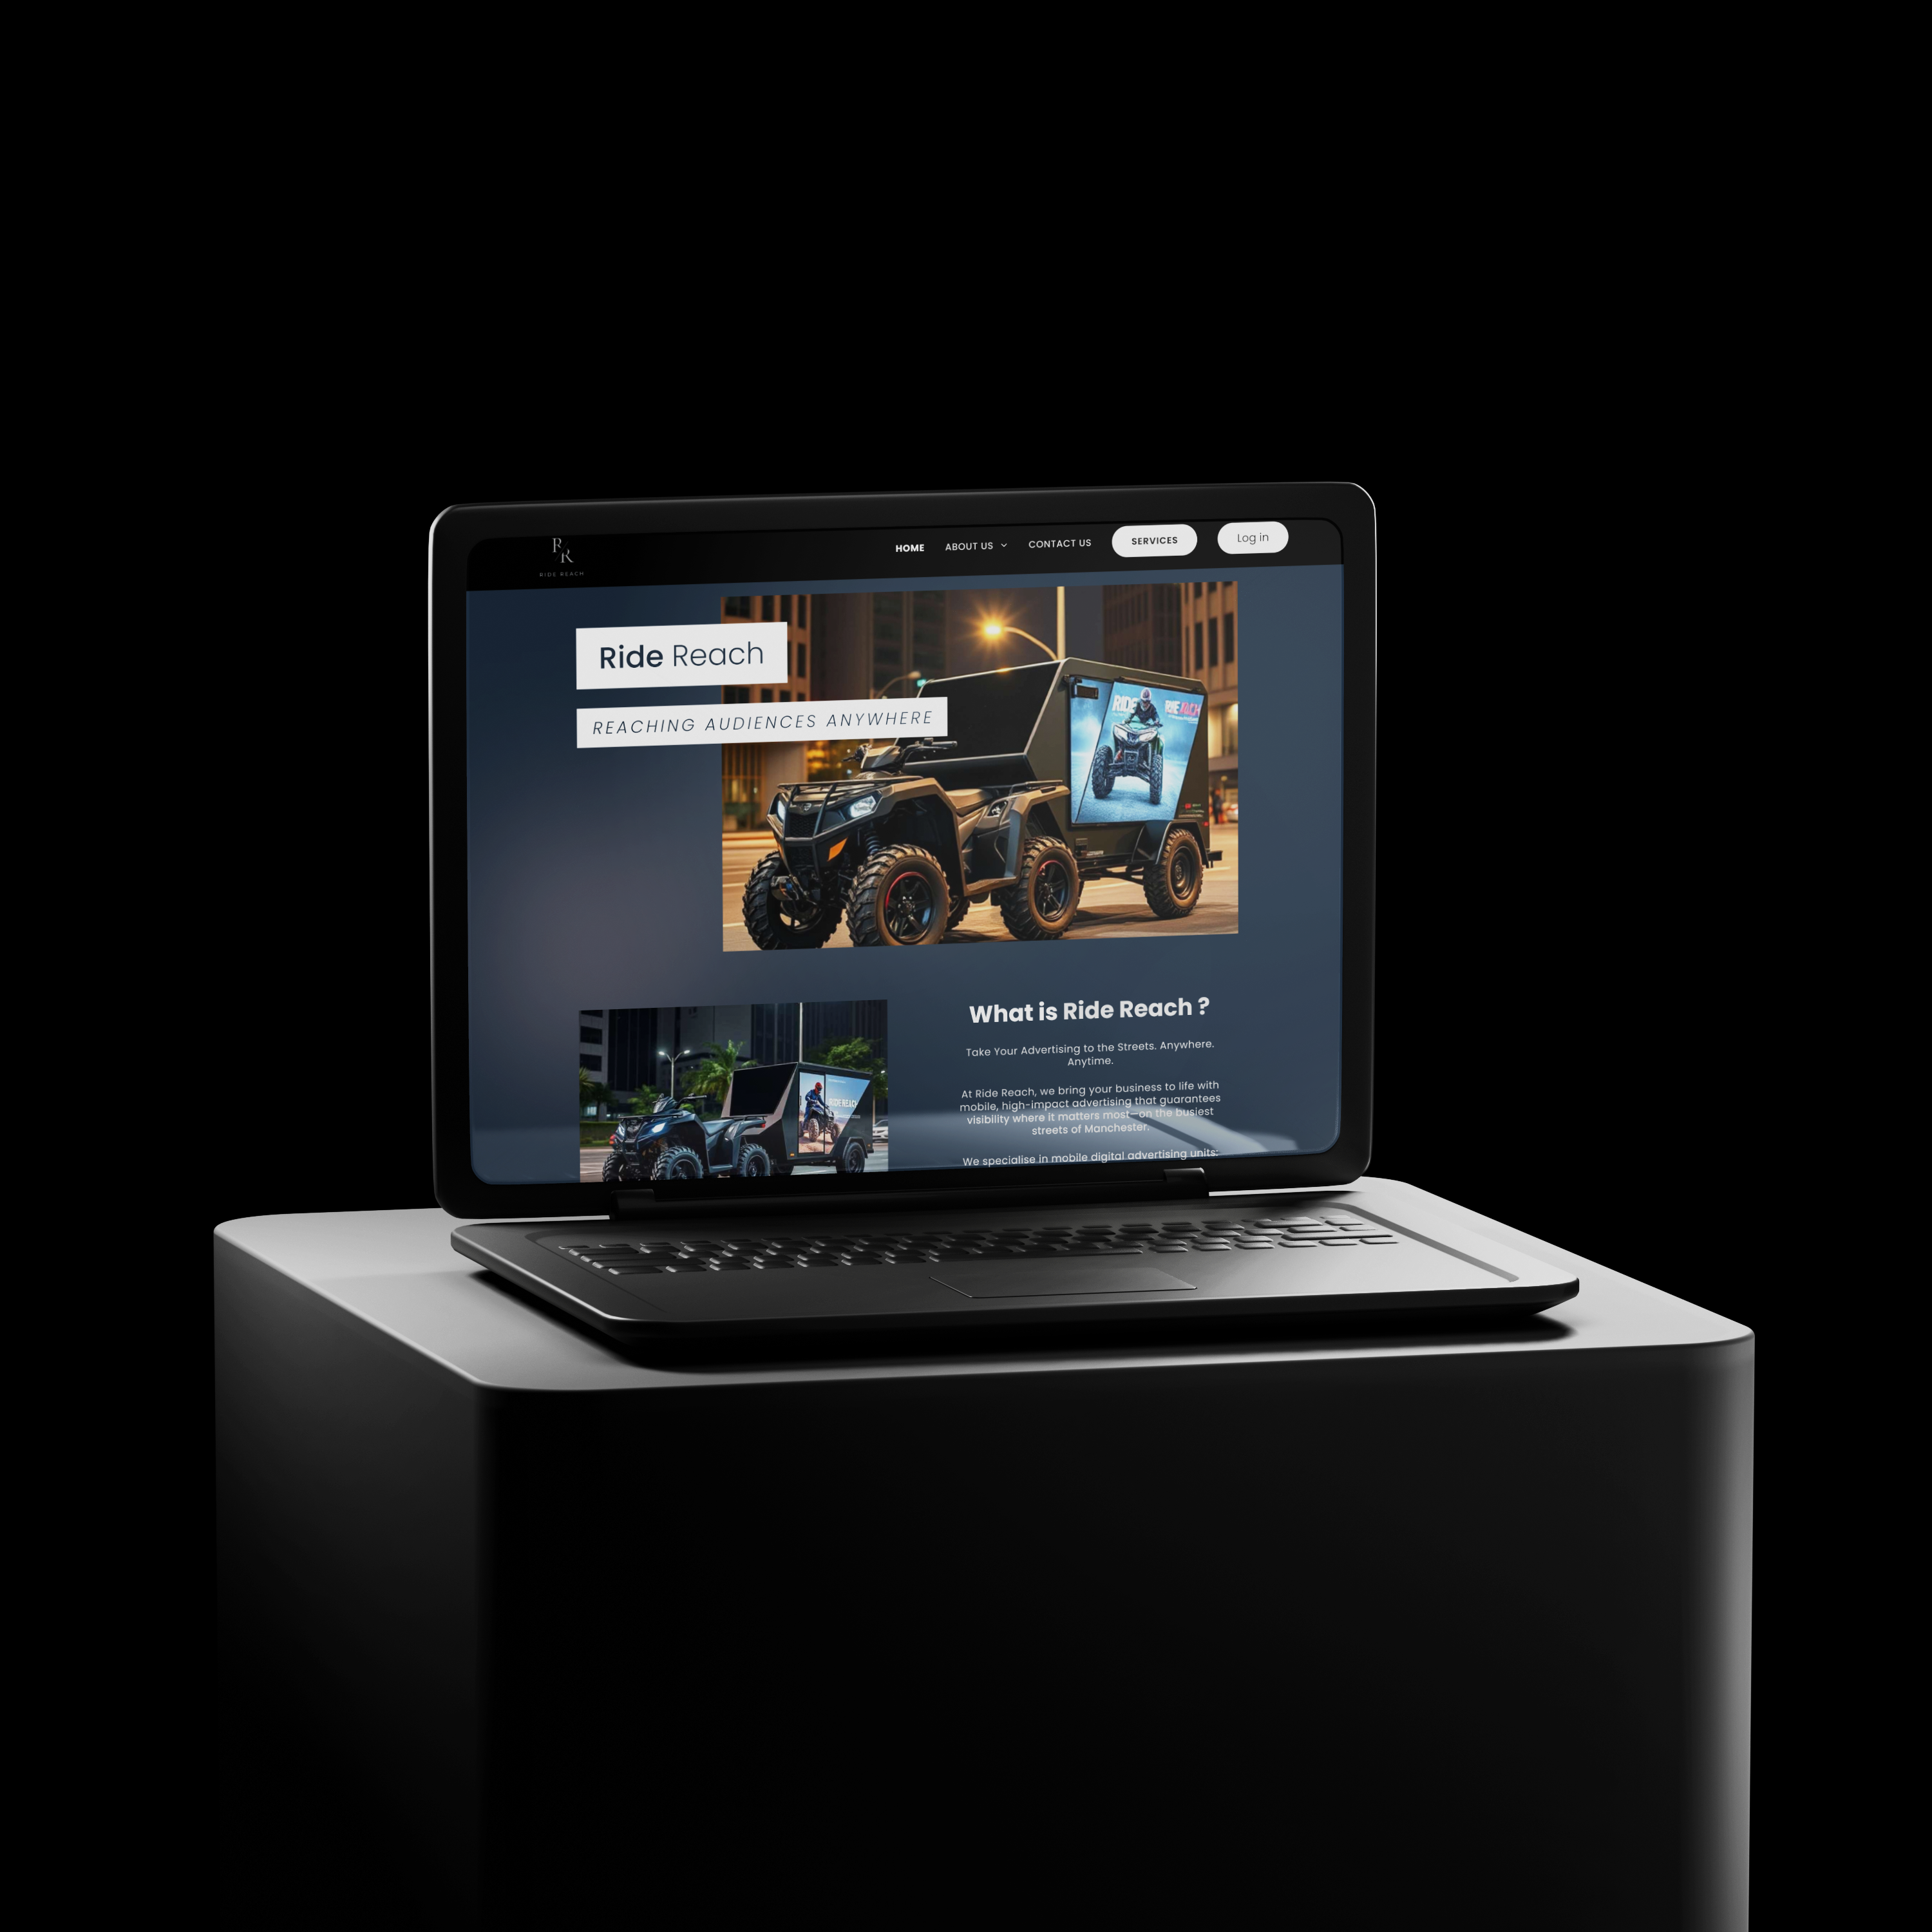 R
R
RIDE REACH
HOME ABOUT US CONTACT US SERVICES Log in
Ride Reach
REACHING AUDIENCES ANYWHERE
RIDE
What is Ride Reach ?
Take Your Advertising to the Streets. Anywhere.
Anytime.
At Ride Reach, we bring your business to life with
mobile, high-impact advertising that guarantees
visibility where it matters most—on the busiest
streets of Manchester.
We specialise in mobile digital advertising units:
RIDE REACH